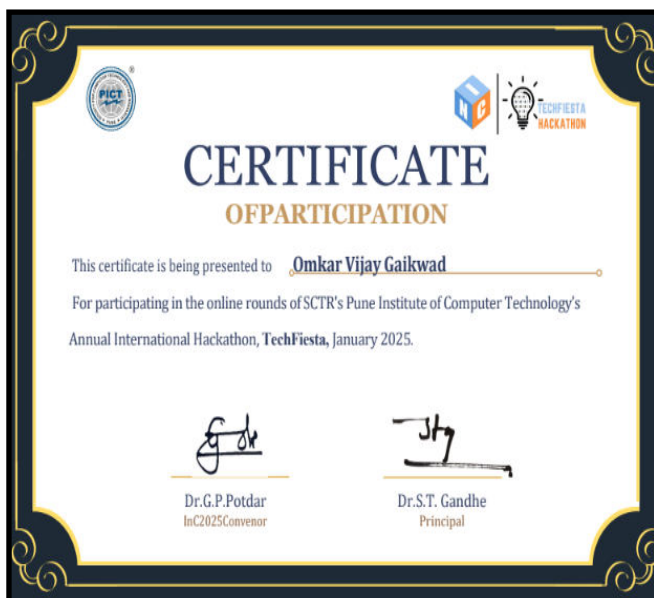 PICT
INC
TECHFIESTA
HACKATHON
CERTIFICATE
OFPARTICIPATION
This certificate is being presented to Omkar Vijay Gaikwad
For participating in the online rounds of SCTR's Pune Institute of Computer Technology's
Annual International Hackathon, TechFiesta, January 2025.
Dr.G.P.Potdar
InC2025Convenor
Dr.S.T. Gandhe
Principal